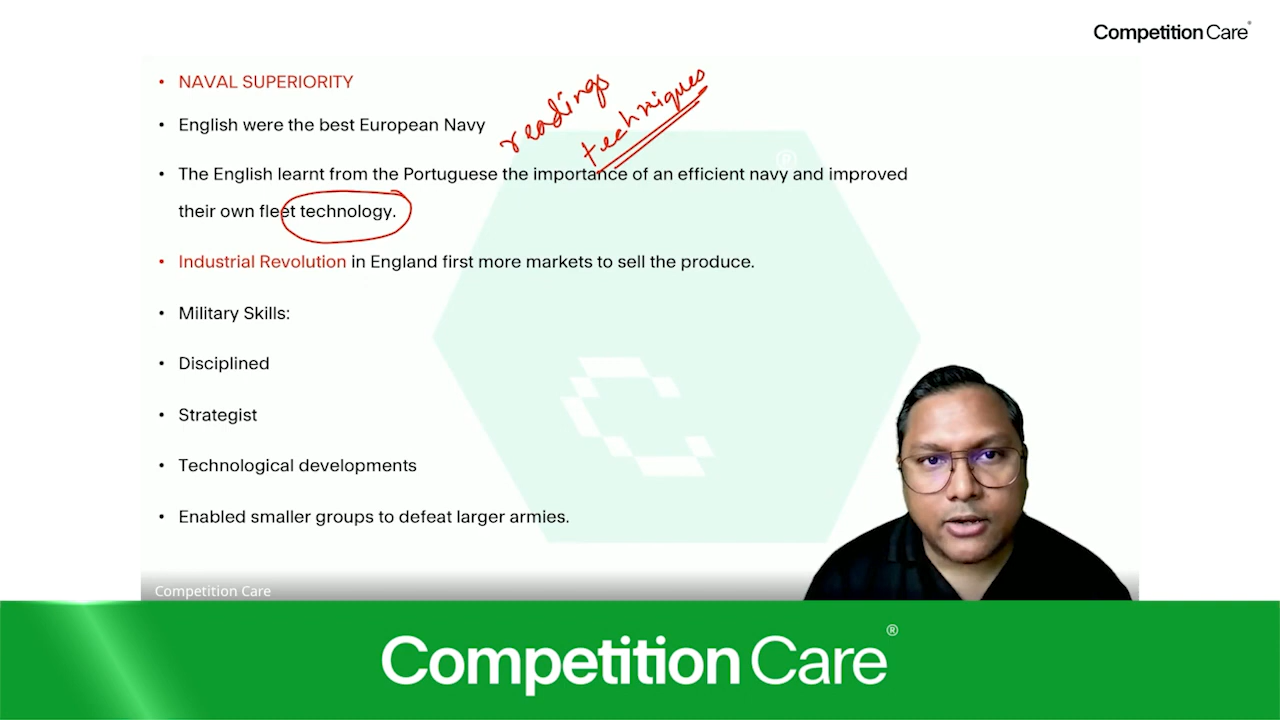 Competition Care
• NAVAL SUPERIORITY
readings
techniques
• English were the best European Navy
• The English learnt from the Portuguese the importance of an efficient navy and improved
their own fleet technology.
• Industrial Revolution in England first more markets to sell the produce.
• Military Skills:
• Disciplined
• Strategist
• Technological developments
• Enabled smaller groups to defeat larger armies.
Competition Care
Competition Care®